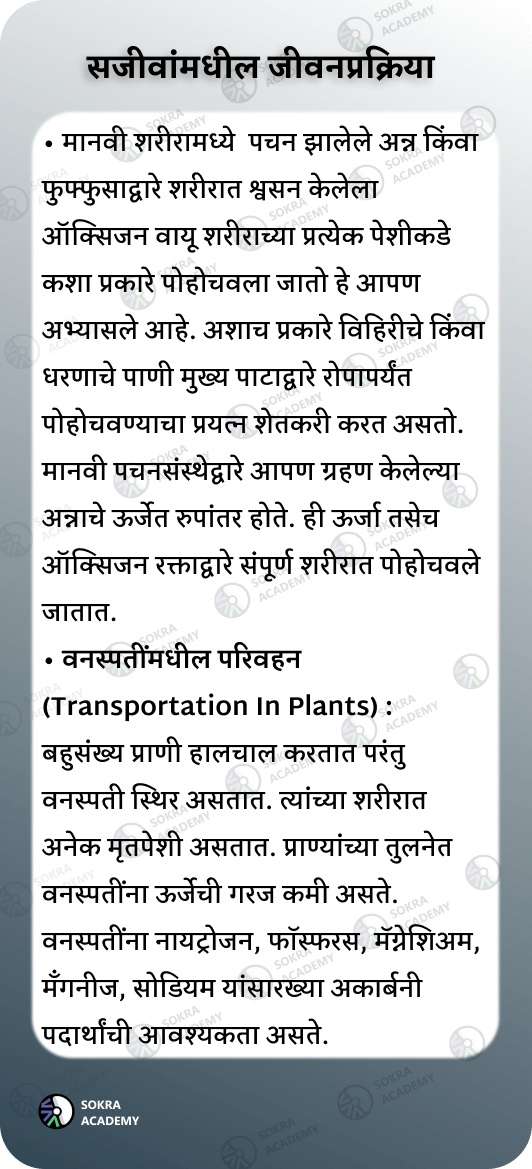 सजीवांमधील जीवनप्रक्रिया
• मानवी शरीरामध्ये पचन झालेले अन्न किंवा
फुफ्फुसाद्वारे शरीरात श्वसन केलेला
ऑक्सिजन वायू शरीराच्या प्रत्येक पेशीकडे
कशा प्रकारे पोहोचवला जातो हे आपण
अभ्यासले आहे. अशाच प्रकारे विहिरीचे किंवा
धरणाचे पाणी मुख्य पाटाद्वारे रोपापर्यंत
पोहोचवण्याचा प्रयत्न शेतकरी करत असतो.
मानवी पचनसंस्थेद्वारे आपण ग्रहण केलेल्या
अन्नाचे ऊर्जेत रुपांतर होते. ही ऊर्जा तसेच
ऑक्सिजन रक्ताद्वारे संपूर्ण शरीरात पोहोचवले
जातात.
• वनस्पतींमधील परिवहन
(Transportation In Plants) :
बहुसंख्य प्राणी हालचाल करतात परंतु
वनस्पती स्थिर असतात. त्यांच्या शरीरात
अनेक मृतपेशी असतात. प्राण्यांच्या तुलनेत
वनस्पतींना ऊर्जेची गरज कमी असते.
वनस्पतींना नायट्रोजन, फॉस्फरस, मॅग्नेशिअम,
मँगनीज, सोडियम यांसारख्या अकार्बनी
पदार्थांची आवश्यकता असते.
SOKRA
ACADEMY